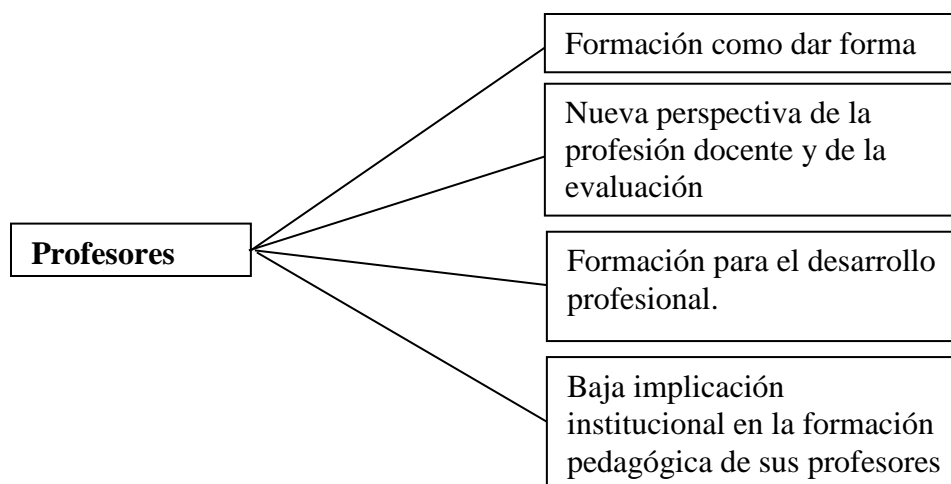 Formación como dar forma
Nueva perspectiva de la
profesión docente y de la
evaluación
Profesores
Formación para el desarrollo
profesional.
Baja implicación
institucional en la formación
pedagógica de sus profesores